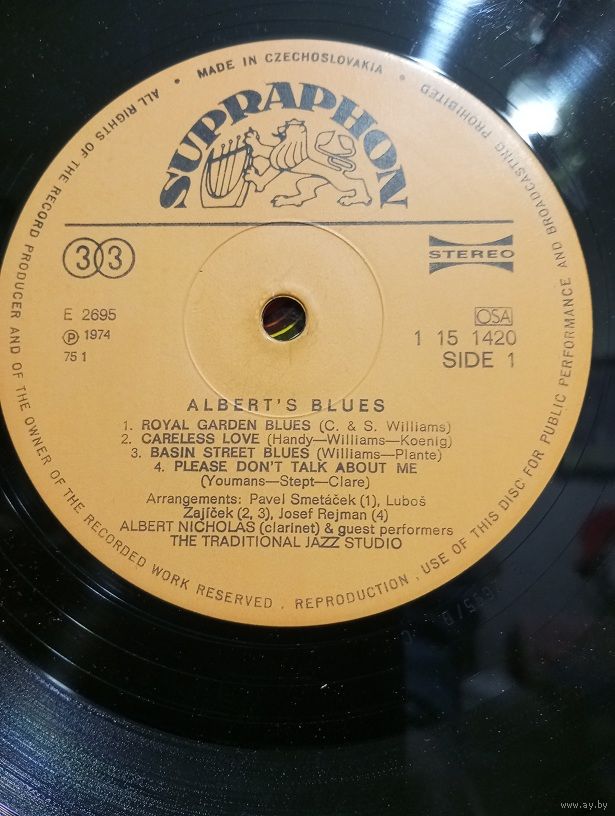 ALL RIGHTS OF THE RECORD PRODUCER AND OF THE OWNER OF THE RECORDED WORK RESERVED . REPRODUCTION , USE OF THIS DISC FOR PUBLIC PERFORMANCE AND BROADCASTING PROHIBITED
• MADE IN CZECHOSLOVAKIA •
SUPRAPHON
33
STEREO
E 2695
Ⓟ 1974
75 1
OSA
1 15 1420
SIDE 1
ALBERT'S BLUES
1. ROYAL GARDEN BLUES (C. & S. Williams)
2. CARELESS LOVE (Handy—Williams—Koenig)
3. BASIN STREET BLUES (Williams—Plante)
4. PLEASE DON'T TALK ABOUT ME
(Youmans—Stept—Clare)
Arrangements: Pavel Smetáček (1), Luboš
Zajíček (2, 3), Josef Rejman (4)
ALBERT NICHOLAS (clarinet) & guest performers
THE TRADITIONAL JAZZ STUDIO
www.ay.by